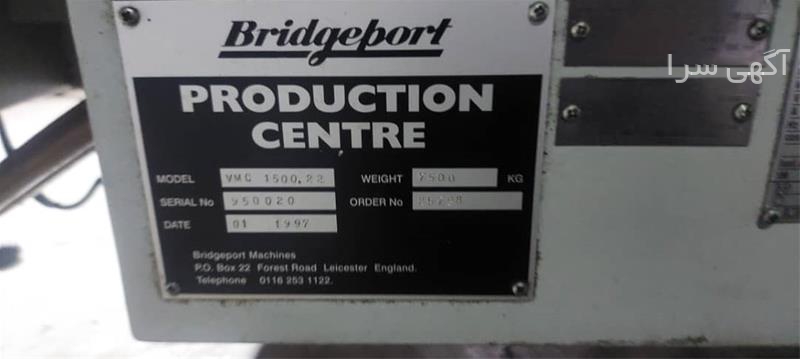 Bridgeport
PRODUCTION
CENTRE
MODEL VMC 1500.22 WEIGHT 7500 KG
SERIAL No 950020 ORDER No
DATE 01 1997
Bridgeport Machines
P.O. Box 22 Forest Road Leicester England.
Telephone 0116 253 1122.
آگهی سرا